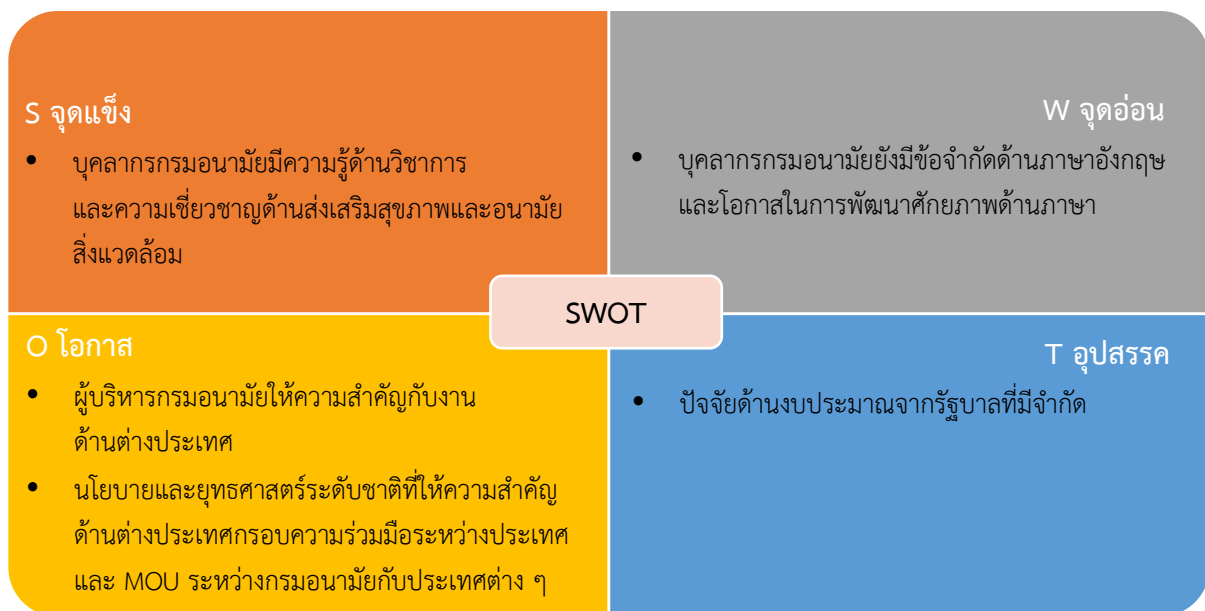 S จุดแข็ง
• บุคลากรกรมอนามัยมีความรู้ด้านวิชาการ
และความเชี่ยวชาญด้านส่งเสริมสุขภาพและอนามัย
สิ่งแวดล้อม
W จุดอ่อน
• บุคลากรกรมอนามัยยังมีข้อจำกัดด้านภาษาอังกฤษ
และโอกาสในการพัฒนาศักยภาพด้านภาษา
SWOT
O โอกาส
• ผู้บริหารกรมอนามัยให้ความสำคัญกับงาน
ด้านต่างประเทศ
• นโยบายและยุทธศาสตร์ระดับชาติที่ให้ความสำคัญ
ด้านต่างประเทศกรอบความร่วมมือระหว่างประเทศ
และ MOU ระหว่างกรมอนามัยกับประเทศต่าง ๆ
T อุปสรรค
• ปัจจัยด้านงบประมาณจากรัฐบาลที่มีจำกัด